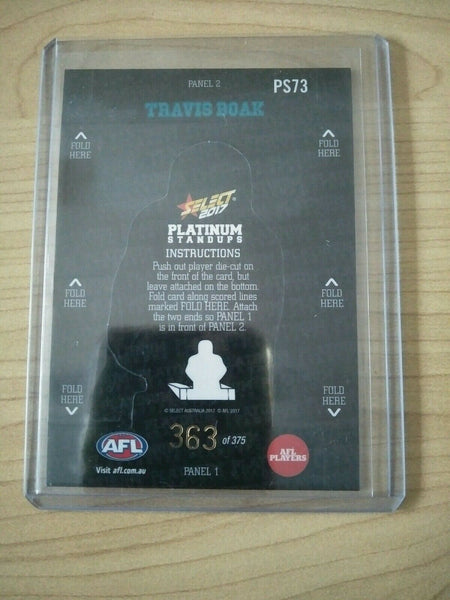 PANEL 2
PS73
TRAVIS BOAK
FOLD HERE
FOLD HERE
SELECT
2017
PLATINUM
STANDUPS
INSTRUCTIONS
Push out player die-cut on
the front of the card, but
leave attached on the bottom.
Fold card along scored lines
marked FOLD HERE. Attach
the two ends so PANEL 1
is in front of PANEL 2.
FOLD HERE
FOLD HERE
FOLD HERE
FOLD HERE
© SELECT AUSTRALIA 2017 © AFL 2017
363 of 375
AFL
Visit afl.com.au
AFL
PLAYERS
PANEL 1